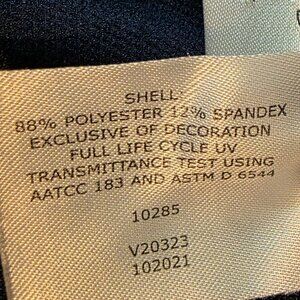 SHELL
88% POLYESTER 12% SPANDEX
EXCLUSIVE OF DECORATION
FULL LIFE CYCLE UV
TRANSMITTANCE TEST USING
AATCC 183 AND ASTM D 6544
10285
V20323
102021